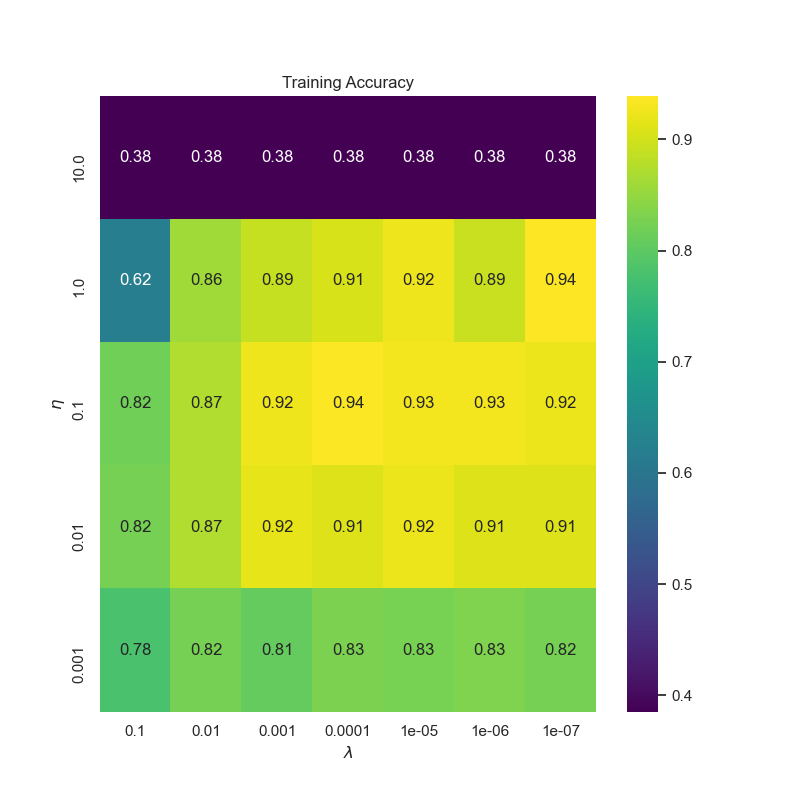 Training Accuracy
10.0 0.38 0.38 0.38 0.38 0.38 0.38 0.38
1.0 0.62 0.86 0.89 0.91 0.92 0.89 0.94
0.1 0.82 0.87 0.92 0.94 0.93 0.93 0.92
0.01 0.82 0.87 0.92 0.91 0.92 0.91 0.91
0.001 0.78 0.82 0.81 0.83 0.83 0.83 0.82
η
0.1 0.01 0.001 0.0001 1e-05 1e-06 1e-07
λ
0.9
0.8
0.7
0.6
0.5
0.4